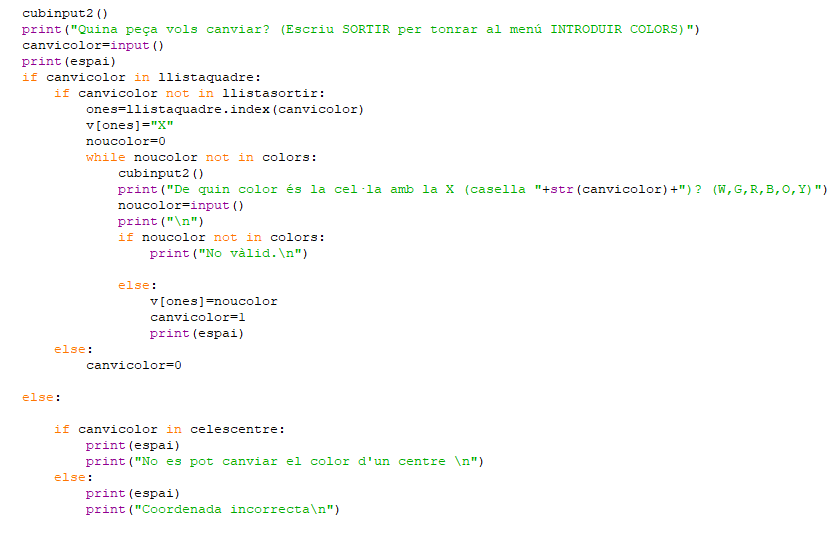 cubinput2()
print("Quina peça vols canviar? (Escriu SORTIR per tonrar al menú INTRODUIR COLORS)")
canvicolor=input()
print(espai)
if canvicolor in llistaquadre:
    if canvicolor not in llistasortir:
        ones=llistaquadre.index(canvicolor)
        v[ones]="X"
        noucolor=0
        while noucolor not in colors:
            cubinput2()
            print("De quin color és la cel·la amb la X (casella "+str(canvicolor)+")? (W,G,R,B,O,Y)")
            noucolor=input()
            print("\n")
            if noucolor not in colors:
                print("No vàlid.\n")
            else:
                v[ones]=noucolor
                canvicolor=1
                print(espai)
    else:
        canvicolor=0
else:
    if canvicolor in celescentre:
        print(espai)
        print("No es pot canviar el color d'un centre \n")
    else:
        print(espai)
        print("Coordenada incorrecta\n")